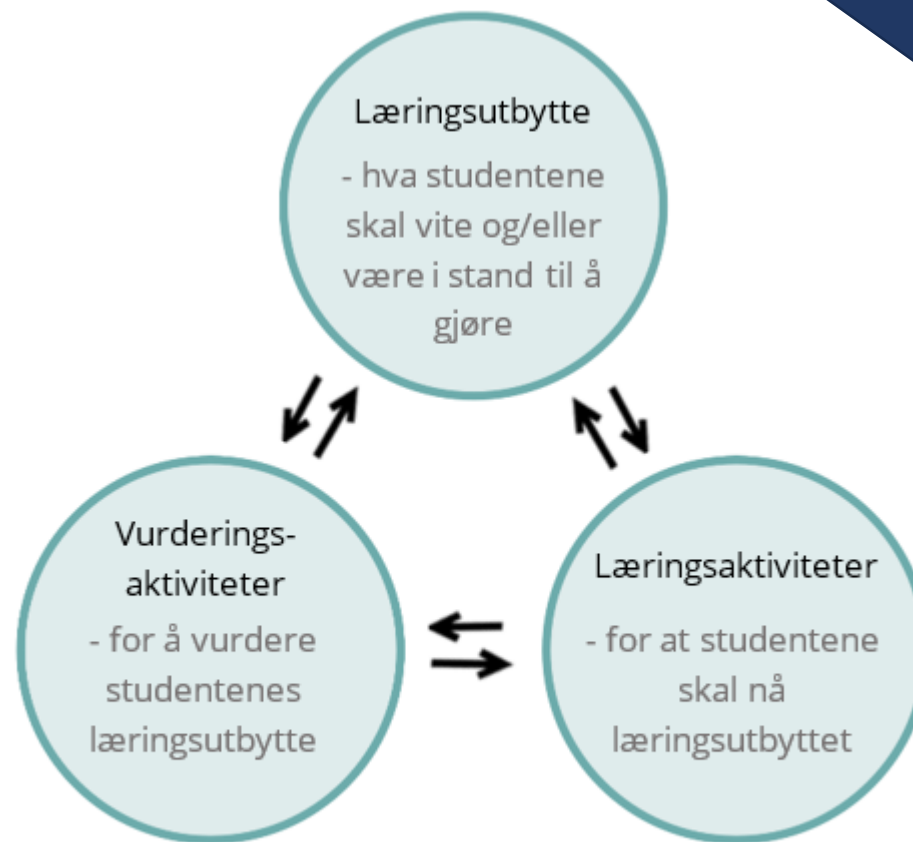 Læringsutbytte
- hva studentene
skal vite og/eller
være i stand til å
gjøre
Vurderings-
aktiviteter
- for å vurdere
studentenes
læringsutbytte
Læringsaktiviteter
- for at studentene
skal nå
læringsutbyttet